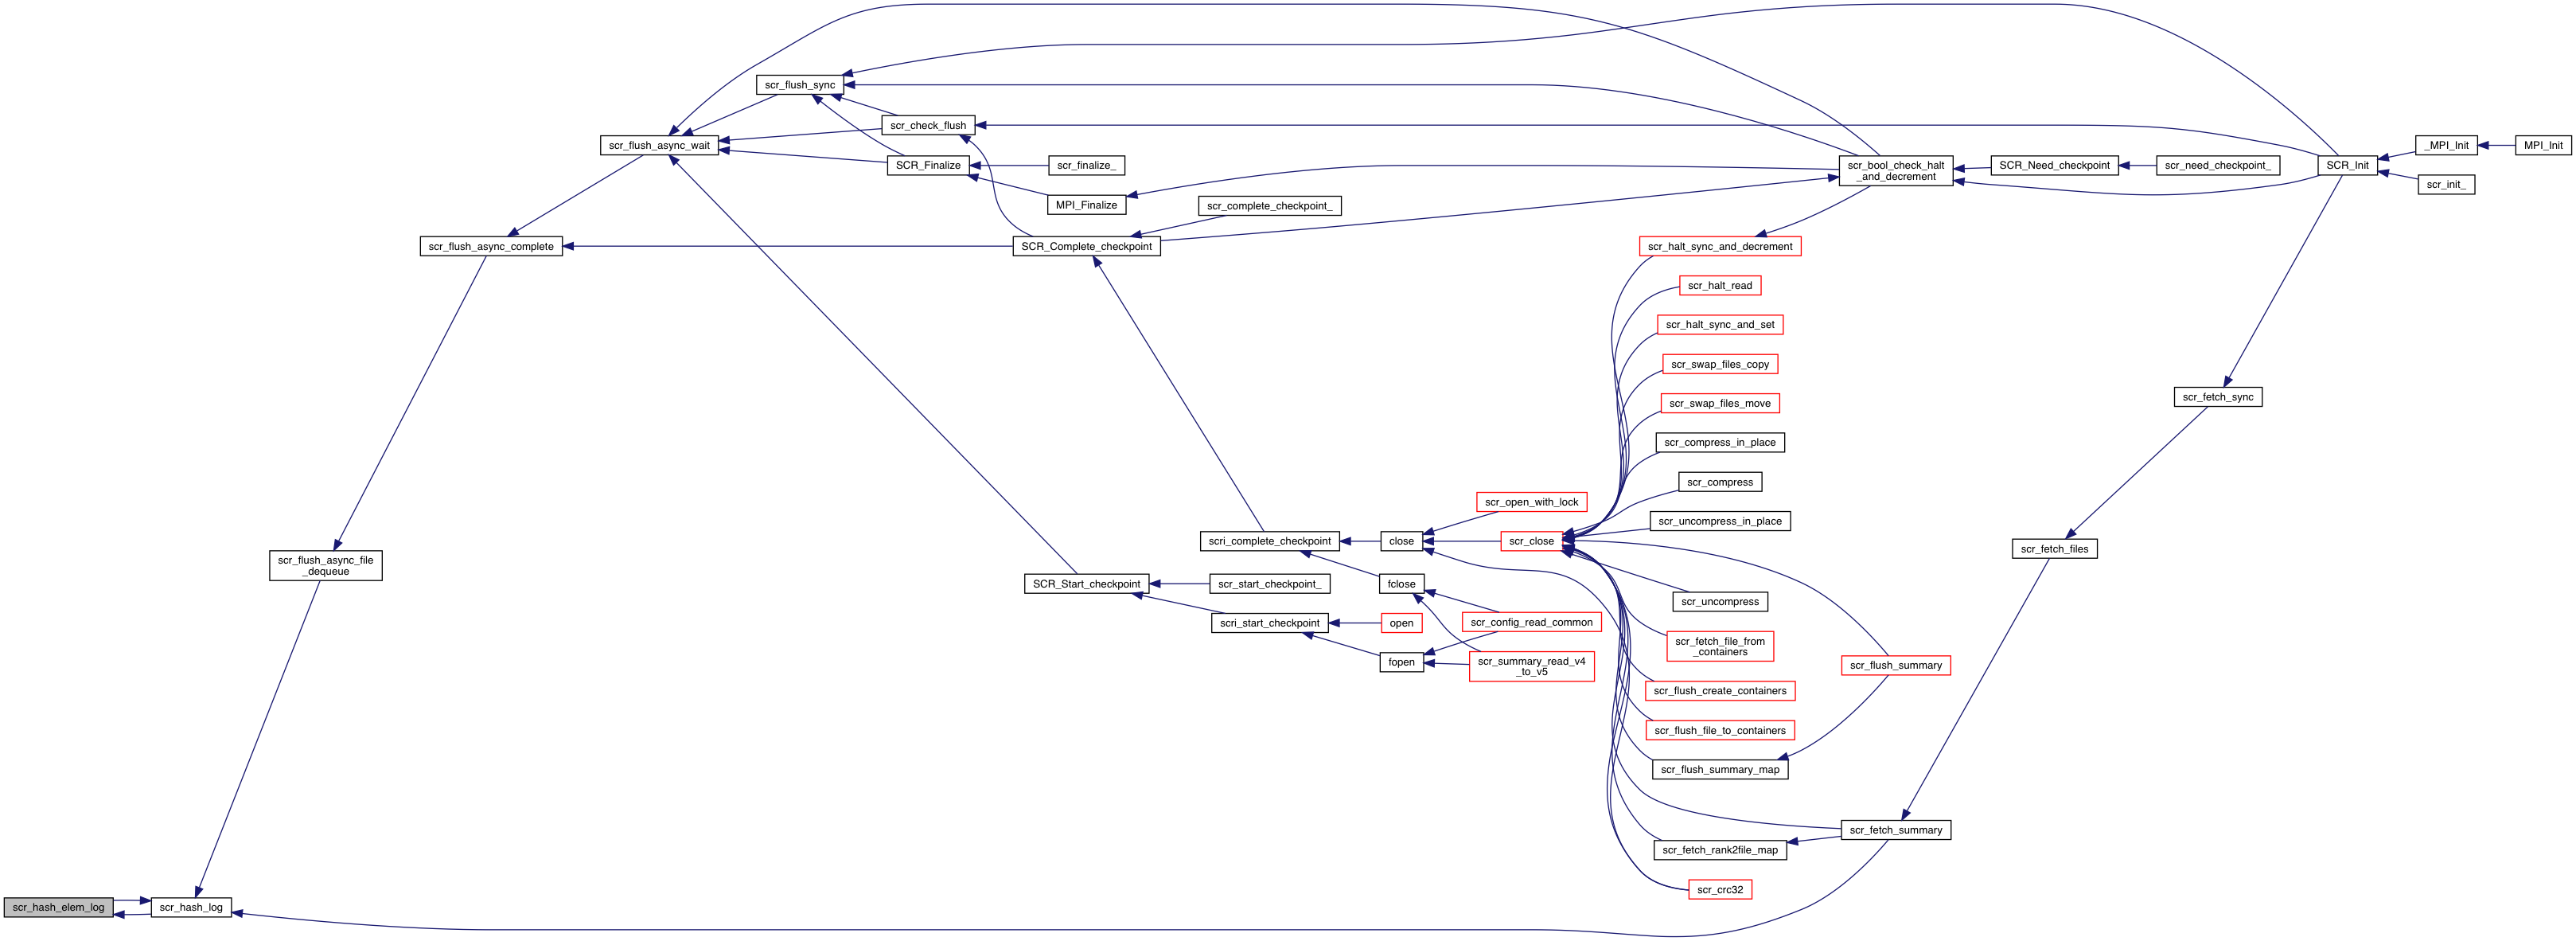 scr_flush_sync
scr_check_flush
scr_flush_async_wait
SCR_Finalize
scr_finalize_
scr_bool_check_halt
_and_decrement
SCR_Need_checkpoint
scr_need_checkpoint_
SCR_Init
_MPI_Init
MPI_Init
scr_init_
MPI_Finalize
scr_complete_checkpoint_
scr_flush_async_complete
SCR_Complete_checkpoint
scr_halt_sync_and_decrement
scr_halt_read
scr_halt_sync_and_set
scr_swap_files_copy
scr_swap_files_move
scr_fetch_sync
scr_compress_in_place
scr_compress
scr_open_with_lock
scr_uncompress_in_place
scri_complete_checkpoint
close
scr_close
scr_fetch_files
scr_flush_async_file
_dequeue
SCR_Start_checkpoint
scr_start_checkpoint_
fclose
scr_uncompress
scri_start_checkpoint
open
scr_config_read_common
scr_fetch_file_from
_containers
fopen
scr_summary_read_v4
_to_v5
scr_flush_summary
scr_flush_create_containers
scr_flush_file_to_containers
scr_flush_summary_map
scr_fetch_summary
scr_fetch_rank2file_map
scr_crc32
scr_hash_elem_log
scr_hash_log